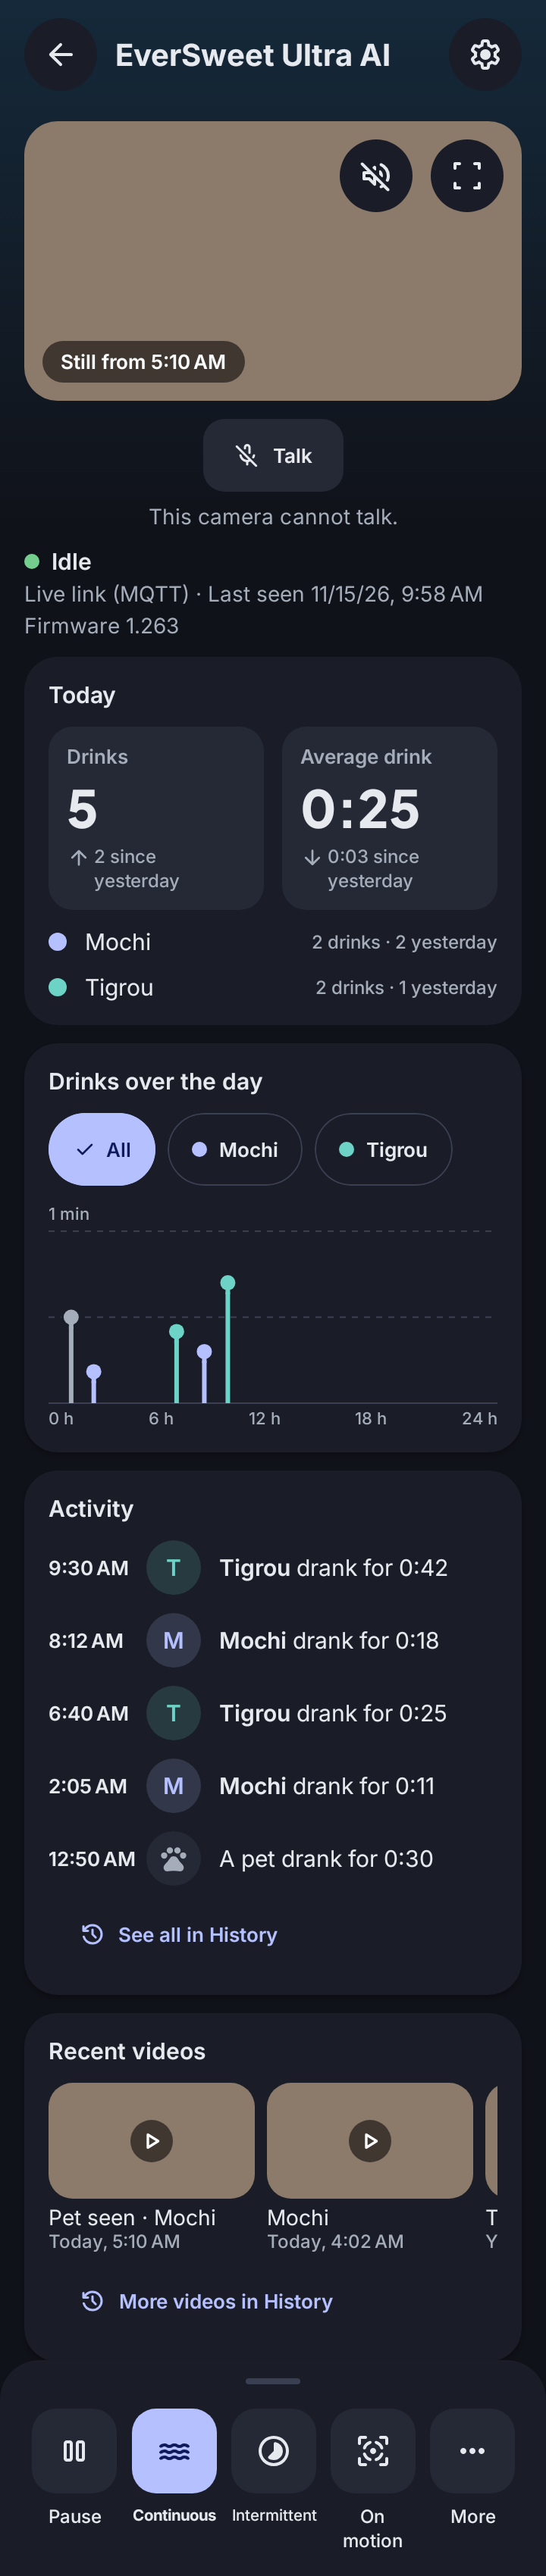 EverSweet Ultra AI
Still from 5:10 AM
Talk
This camera cannot talk.
Idle
Live link (MQTT) · Last seen 11/15/26, 9:58 AM
Firmware 1.263
Today
Drinks
5
2 since
yesterday
Average drink
0:25
0:03 since
yesterday
Mochi
2 drinks · 2 yesterday
Tigrou
2 drinks · 1 yesterday
Drinks over the day
All
Mochi
Tigrou
1 min
0 h
6 h
12 h
18 h
24 h
Activity
9:30 AM
T
Tigrou drank for 0:42
8:12 AM
M
Mochi drank for 0:18
6:40 AM
T
Tigrou drank for 0:25
2:05 AM
M
Mochi drank for 0:11
12:50 AM
A pet drank for 0:30
See all in History
Recent videos
Pet seen · Mochi
Today, 5:10 AM
Mochi
Today, 4:02 AM
T
Y
More videos in History
Pause
Continuous
Intermittent
On
motion
More